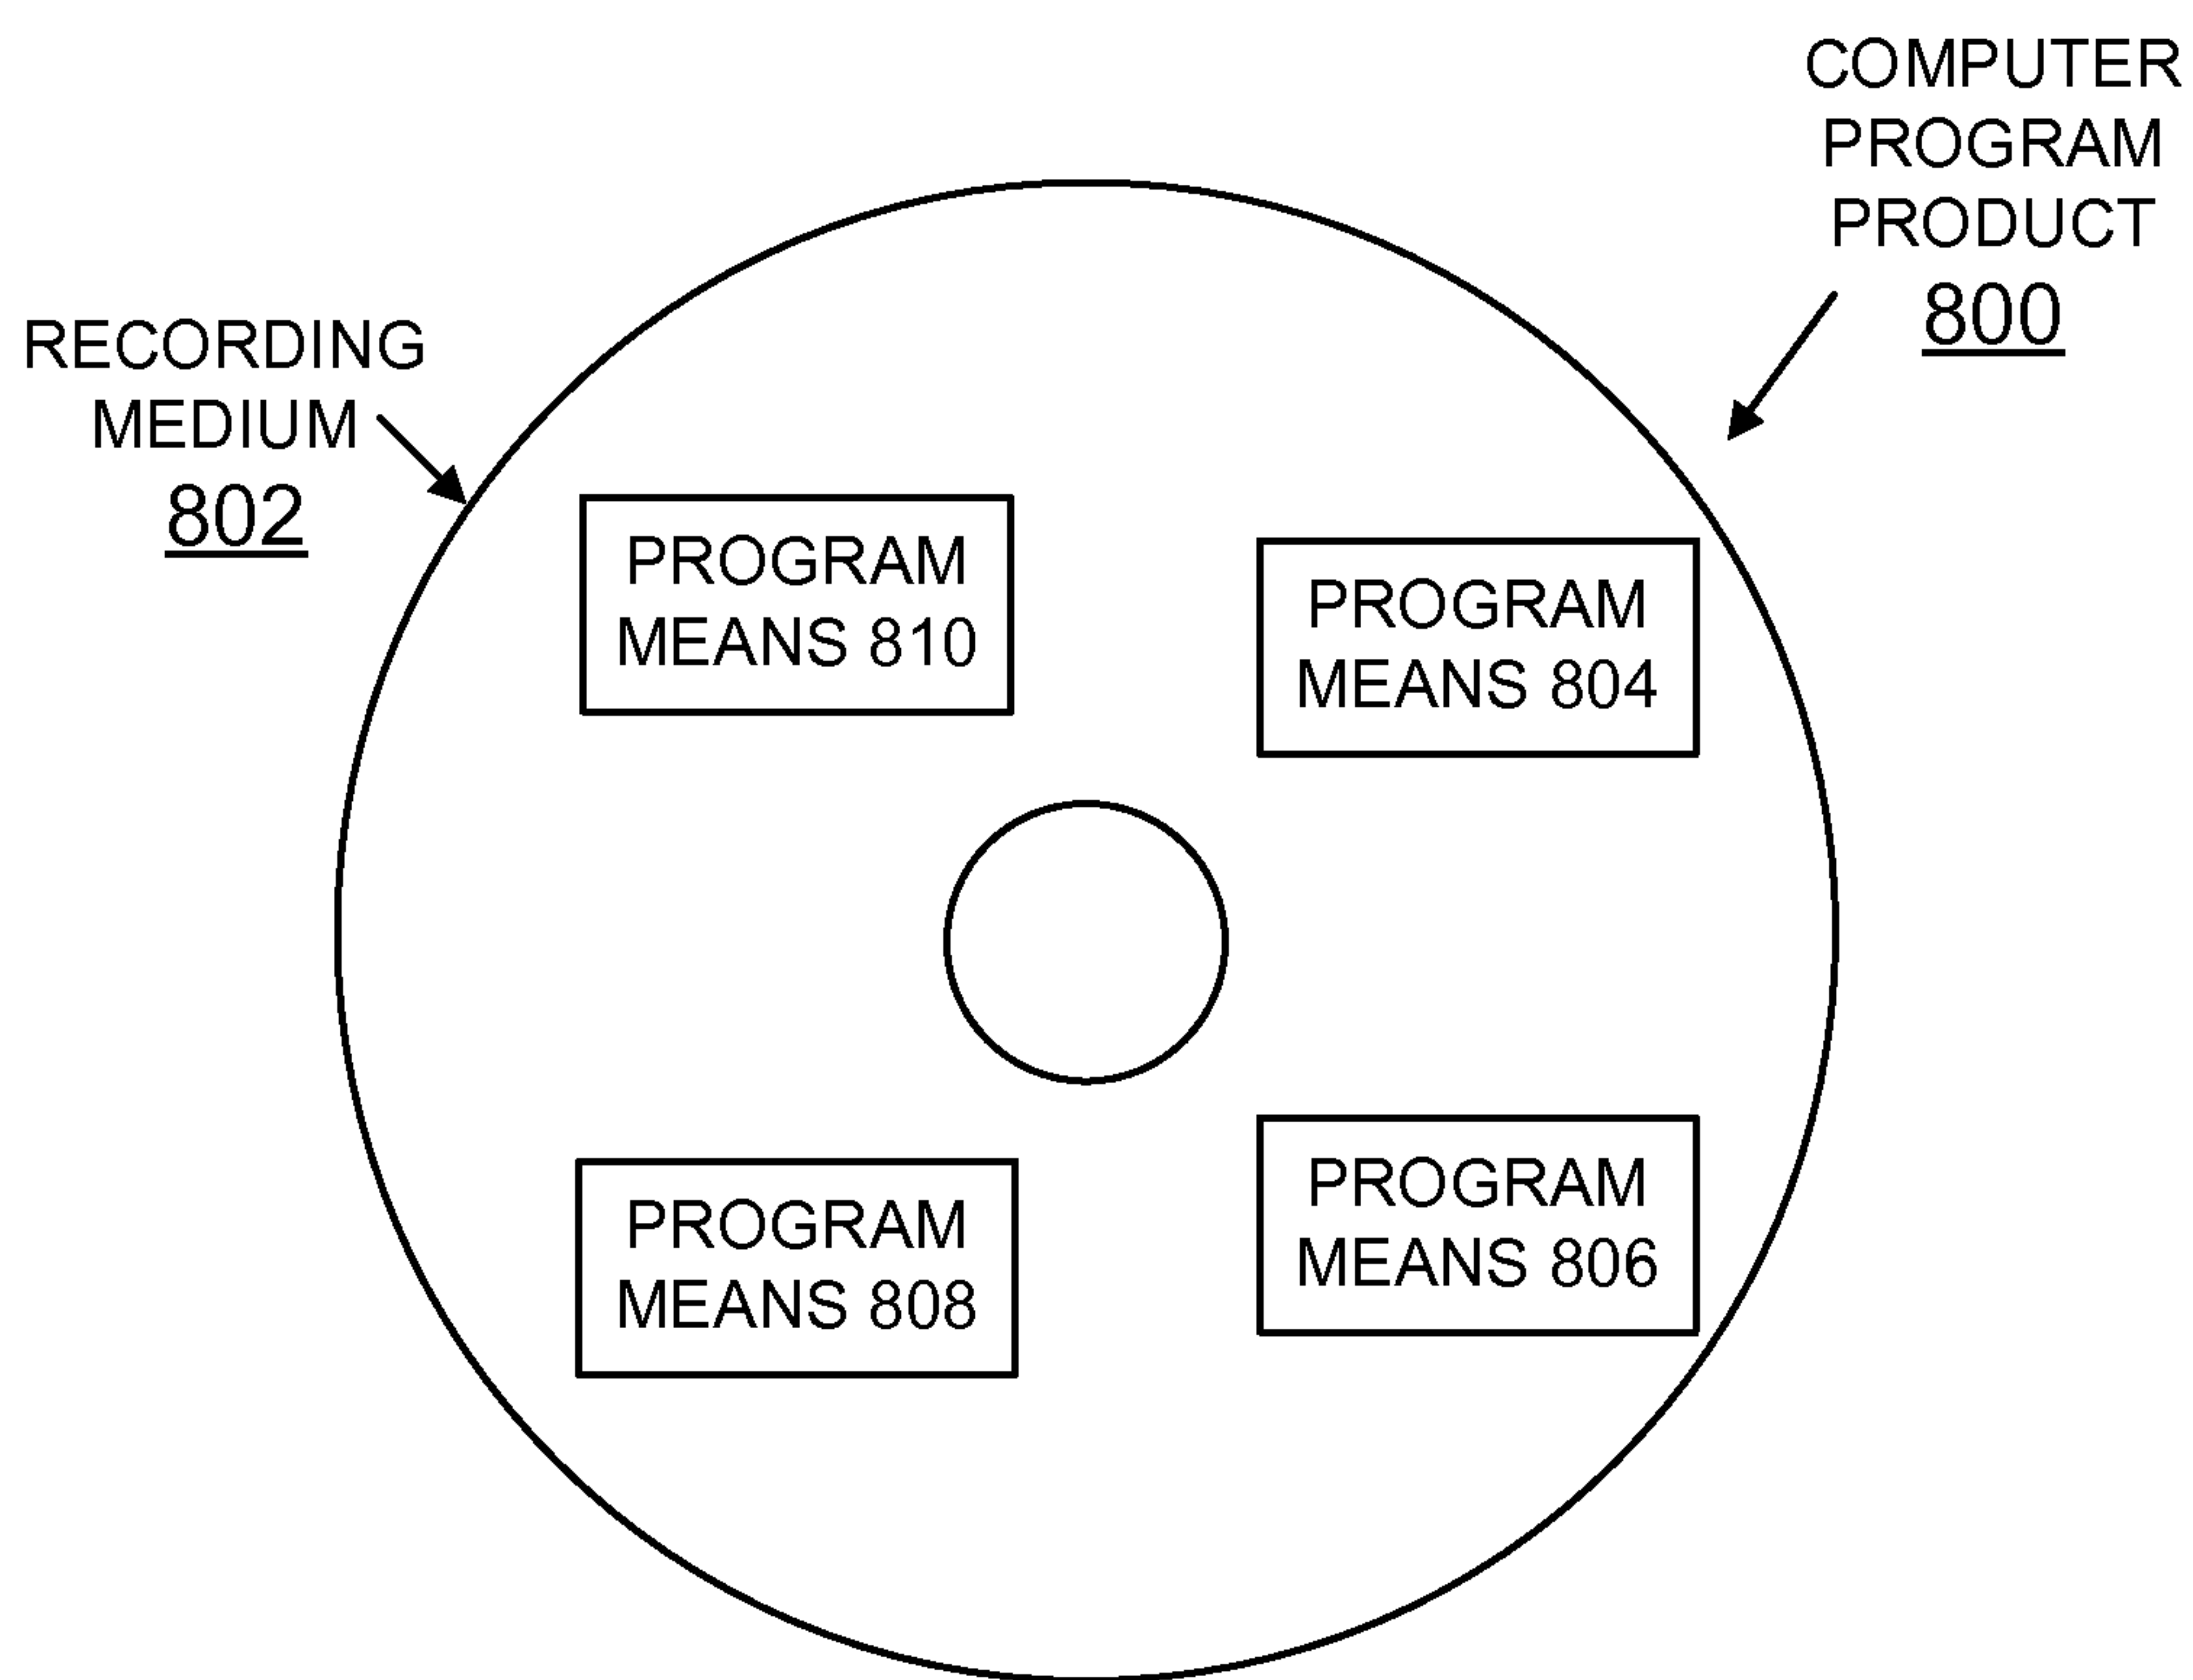 COMPUTER
PROGRAM
PRODUCT
800
RECORDING
MEDIUM
802
PROGRAM
MEANS 810
PROGRAM
MEANS 804
PROGRAM
MEANS 808
PROGRAM
MEANS 806